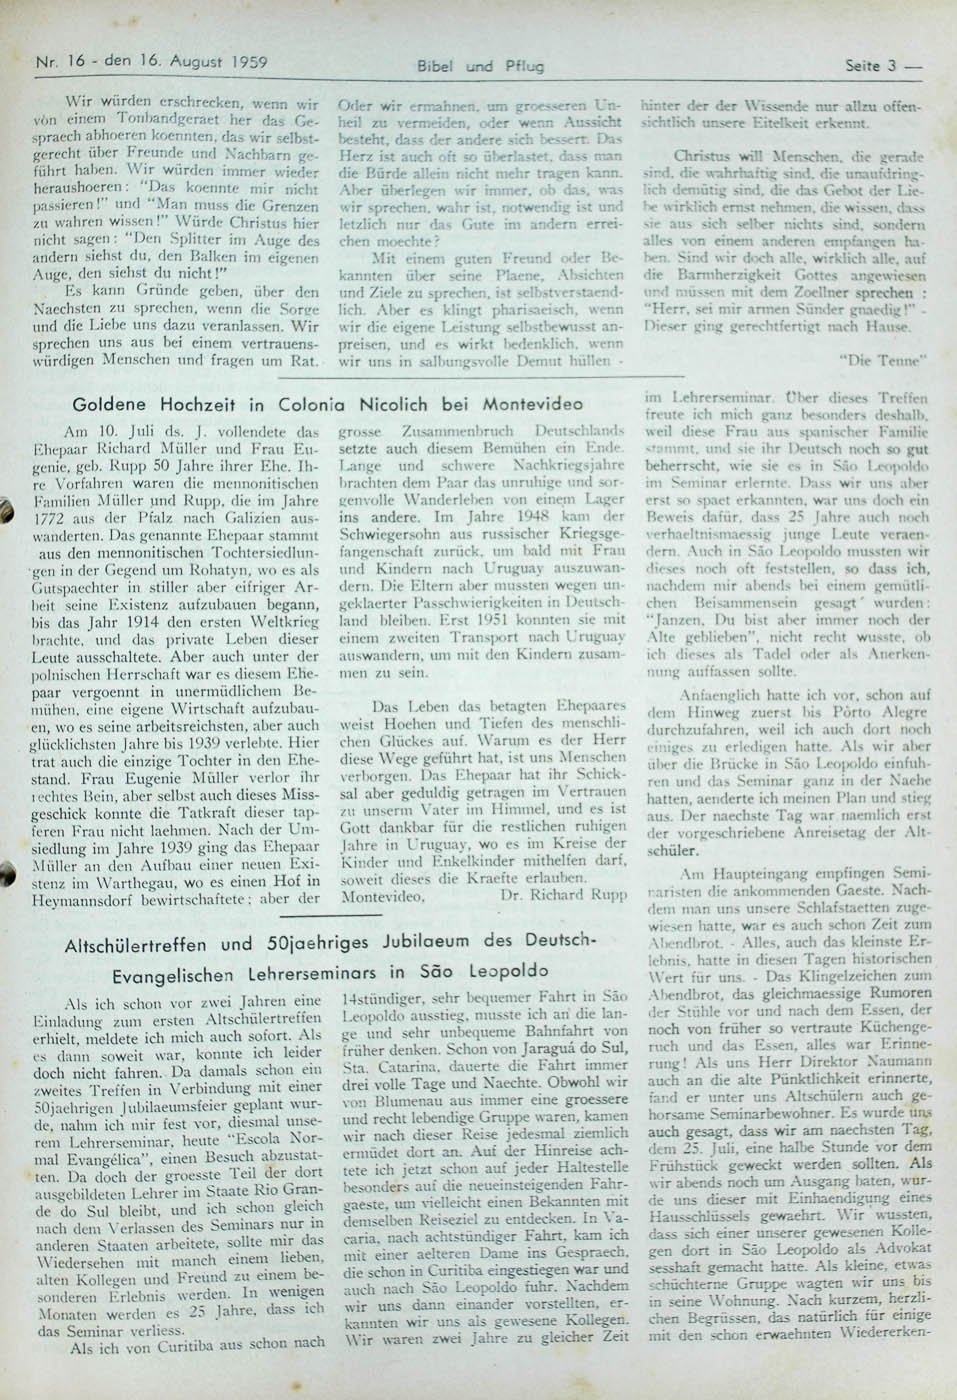 Nr. 16 - den 16. August 1959
Bibel und Pflug
Seite 3 —
Wir würden erschrecken, wenn wir
von einem Tonbandgeraet her das Ge-
spraech abhoeren koennten, das wir selbst-
gerecht über Freunde und Nachbarn ge-
führt haben. Wir würden immer wieder
heraushoeren: "Das koennte mir nicht
passieren!" und "Man muss die Grenzen
zu wahren wissen!" Würde Christus hier
nicht sagen: "Den Splitter im Auge des
andern siehst du, den Balken im eigenen
Auge, den siehst du nicht!"
Es kann Gründe geben, über den
Naechsten zu sprechen, wenn die Sorge
und die Liebe uns dazu veranlassen. Wir
sprechen uns aus bei einem vertrauens-
würdigen Menschen und fragen um Rat.
Oder wir ermahnen, um groesseren Un-
heil zu vermeiden, oder wenn Aussicht
besteht, dass der andere sich bessert. Das
Herz ist auch oft so überlastet, dass man
die Bürde allein nicht mehr tragen kann.
Aber überlegen wir immer, ob das, was
wir sprechen, wahr ist, notwendig ist und
letzlich nur das Gute im andern errei-
chen moechte?
Mit einem guten Freund oder Be-
kannten über seine Plaene, Absichten
und Ziele zu sprechen, ist selbstverstaend-
lich. Aber es klingt pharisaeisch, wenn
wir die eigene Leistung selbstbewusst an-
preisen, und es wirkt bedenklich, wenn
wir uns in salbungsvolle Demut hüllen -
hinter der der Wissende nur allzu offen-
sichtlich unsere Eitelkeit erkennt.
Christus will Menschen, die gerade
sind, die wahrhaftig sind, die unaufdring-
lich demütig sind, die das Gebot der Lie-
be wirklich ernst nehmen, die wissen, dass
sie aus sich selber nichts sind, sondern
alles von einem anderen empfangen ha-
ben. Sind wir doch alle, wirklich alle, auf
die Barmherzigkeit Gottes angewiesen
und müssen mit dem Zoellner sprechen :
"Herr, sei mir armen Sünder gnaedig!" -
Dieser ging gerechtfertigt nach Hause.
"Die Tenne"
Goldene Hochzeit in Colonia Nicolich bei Montevideo
Am 10. Juli ds. J. vollendete das
Ehepaar Richard Müller und Frau Eu-
genie, geb. Rupp 50 Jahre ihrer Ehe. Ih-
re Vorfahren waren die mennonitischen
Familien Müller und Rupp, die im Jahre
1772 aus der Pfalz nach Galizien aus-
wanderten. Das genannte Ehepaar stammt
aus den mennonitischen Tochtersiedlun-
gen in der Gegend um Rohatyn, wo es als
Gutspaechter in stiller aber eifriger Ar-
beit seine Existenz aufzubauen begann,
bis das Jahr 1914 den ersten Weltkrieg
brachte, und das private Leben dieser
Leute ausschaltete. Aber auch unter der
polnischen Herrschaft war es diesem Ehe-
paar vergoennt in unermüdlichem Be-
mühen, eine eigene Wirtschaft aufzubau-
en, wo es seine arbeitsreichsten, aber auch
glücklichsten Jahre bis 1939 verlebte. Hier
trat auch die einzige Tochter in den Ehe-
stand. Frau Eugenie Müller verlor ihr
rechtes Bein, aber selbst auch dieses Miss-
geschick konnte die Tatkraft dieser tap-
feren Frau nicht laehmen. Nach der Um-
siedlung im Jahre 1939 ging das Ehepaar
Müller an den Aufbau einer neuen Exi-
stenz im Warthegau, wo es einen Hof in
Heymannsdorf bewirtschaftete; aber der
grosse Zusammenbruch Deutschlands
setzte auch diesem Bemühen ein Ende.
Lange und schwere Nachkriegsjahre
brachten dem Paar das unruhige und sor-
genvolle Wanderleben von einem Lager
ins andere. Im Jahre 1948 kam der
Schwiegersohn aus russischer Kriegsge-
fangenschaft zurück, um bald mit Frau
und Kindern nach Uruguay auszuwan-
dern. Die Eltern aber mussten wegen un-
geklaerter Passchwierigkeiten in Deutsch-
land bleiben. Erst 1951 konnten sie mit
einem zweiten Transport nach Uruguay
auswandern, um mit den Kindern zusam-
men zu sein.
Das Leben das betagten Ehepaares
weist Hoehen und Tiefen des menschli-
chen Glückes auf. Warum es der Herr
diese Wege geführt hat, ist uns Menschen
verborgen. Das Ehepaar hat ihr Schick-
sal aber geduldig getragen im Vertrauen
zu unserm Vater im Himmel, und es ist
Gott dankbar für die restlichen ruhigen
Jahre in Uruguay, wo es im Kreise der
Kinder und Enkelkinder mithelfen darf,
soweit dieses die Kraefte erlauben.
Montevideo, Dr. Richard Rupp
Altschülertreffen und 50jaehriges Jubilaeum des Deutsch-
Evangelischen Lehrerseminars in São Leopoldo
Als ich schon vor zwei Jahren eine
Einladung zum ersten Altschülertreffen
erhielt, meldete ich mich auch sofort. Als
es dann soweit war, konnte ich leider
doch nicht fahren. Da damals schon ein
zweites Treffen in Verbindung mit einer
50jaehrigen Jubilaeumsfeier geplant wur-
de, nahm ich mir fest vor, diesmal unse-
rem Lehrerseminar, heute "Escola Nor-
mal Evangélica", einen Besuch abzustat-
ten. Da doch der groesste Teil der dort
ausgebildeten Lehrer im Staate Rio Gran-
de do Sul bleibt, und ich schon gleich
nach dem Verlassen des Seminars nur in
anderen Staaten arbeitete, sollte mir das
Wiedersehen mit manch einem lieben,
alten Kollegen und Freund zu einem be-
sonderen Erlebnis werden. In wenigen
Monaten werden es 25 Jahre, dass ich
das Seminar verliess.
Als ich von Curitiba aus schon nach
14stündiger, sehr bequemer Fahrt in São
Leopoldo ausstieg, musste ich an die lan-
ge und sehr unbequeme Bahnfahrt von
früher denken. Schon von Jaraguá do Sul,
Sta. Catarina, dauerte die Fahrt immer
drei volle Tage und Naechte. Obwohl wir
von Blumenau aus immer eine groessere
und recht lebendige Gruppe waren, kamen
wir nach dieser Reise jedesmal ziemlich
ermüdet dort an. Auf der Hinreise ach-
tete ich jetzt schon auf jeder Haltestelle
besonders auf die neueinsteigenden Fahr-
gaeste, um vielleicht einen Bekannten mit
demselben Reiseziel zu entdecken. In Va-
caria, nach achtstündiger Fahrt, kam ich
mit einer aelteren Dame ins Gespraech,
die schon in Curitiba eingestiegen war und
auch nach São Leopoldo fuhr. Nachdem
wir uns dann einander vorstellten, er-
kannten wir uns als gewesene Kollegen.
Wir waren zwei Jahre zu gleicher Zeit
im Lehrerseminar. Über dieses Treffen
freute ich mich ganz besonders deshalb,
weil diese Frau aus spanischer Familie
stammt, und sie ihr Deutsch noch so gut
beherrscht, wie sie es in São Leopoldo
im Seminar erlernte. Dass wir uns aber
erst so spaet erkannten, war uns doch ein
Beweis dafür, dass 25 Jahre auch noch
verhaeltnismaessig junge Leute veraen-
dern. Auch in São Leopoldo mussten wir
dieses noch oft feststellen, so dass ich,
nachdem mir abends bei einem gemütli-
chen Beisammensein gesagt wurden:
"Janzen, Du bist aber immer noch der
Alte geblieben", nicht recht wusste, ob
ich dieses als Tadel oder als Anerken-
nung auffassen sollte.
Anfaenglich hatte ich vor, schon auf
dem Hinweg zuerst bis Pôrto Alegre
durchzufahren, weil ich auch dort noch
einiges zu erledigen hatte. Als wir aber
über die Brücke in São Leopoldo einfuh-
ren und das Seminar ganz in der Naehe
hatten, aenderte ich meinen Plan und stieg
aus. Der naechste Tag war naemlich erst
der vorgeschriebene Anreisetag der Alt-
schüler.
Am Haupteingang empfingen Semi-
naristen die ankommenden Gaeste. Nach-
dem man uns unsere Schlafstaetten zuge-
wiesen hatte, war es auch schon Zeit zum
Abendbrot. - Alles, auch das kleinste Er-
lebnis, hatte in diesen Tagen historischen
Wert für uns. - Das Klingelzeichen zum
Abendbrot, das gleichmaessige Rumoren
der Stühle vor und nach dem Essen, der
noch von früher so vertraute Küchenge-
ruch und das Essen, alles war Erinne-
rung! Als uns Herr Direktor Naumann
auch an die alte Pünktlichkeit erinnerte,
fand er unter uns Altschülern auch ge-
horsame Seminarbewohner. Es wurde uns
auch gesagt, dass wir am naechsten Tag,
dem 25. Juli, eine halbe Stunde vor dem
Frühstück geweckt werden sollten. Als
wir abends noch um Ausgang baten, wur-
de uns dieser mit Einhaendigung eines
Hausschlüssels gewaehrt. Wir wussten,
dass sich einer unserer gewesenen Kolle-
gen dort in São Leopoldo als Advokat
sesshaft gemacht hatte. Als kleine, etwas
schüchterne Gruppe wagten wir uns bis
in seine Wohnung. Nach kurzem, herzli-
chen Begrüssen, das natürlich für einige
mit den schon erwaehnten Wiedererken-